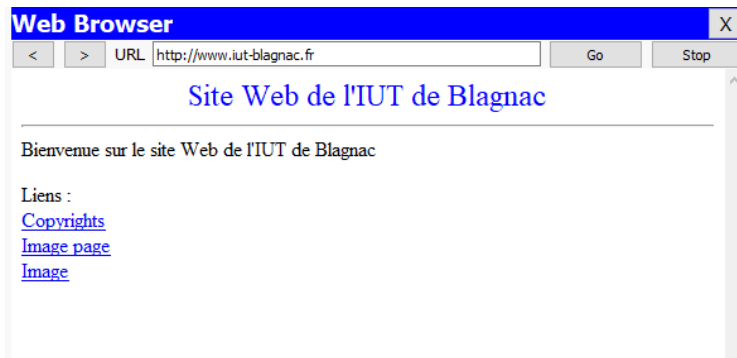 Web Browser X
< > URL http://www.iut-blagnac.fr Go Stop
Site Web de l'IUT de Blagnac
Bienvenue sur le site Web de l'IUT de Blagnac
Liens :
Copyrights
Image page
Image